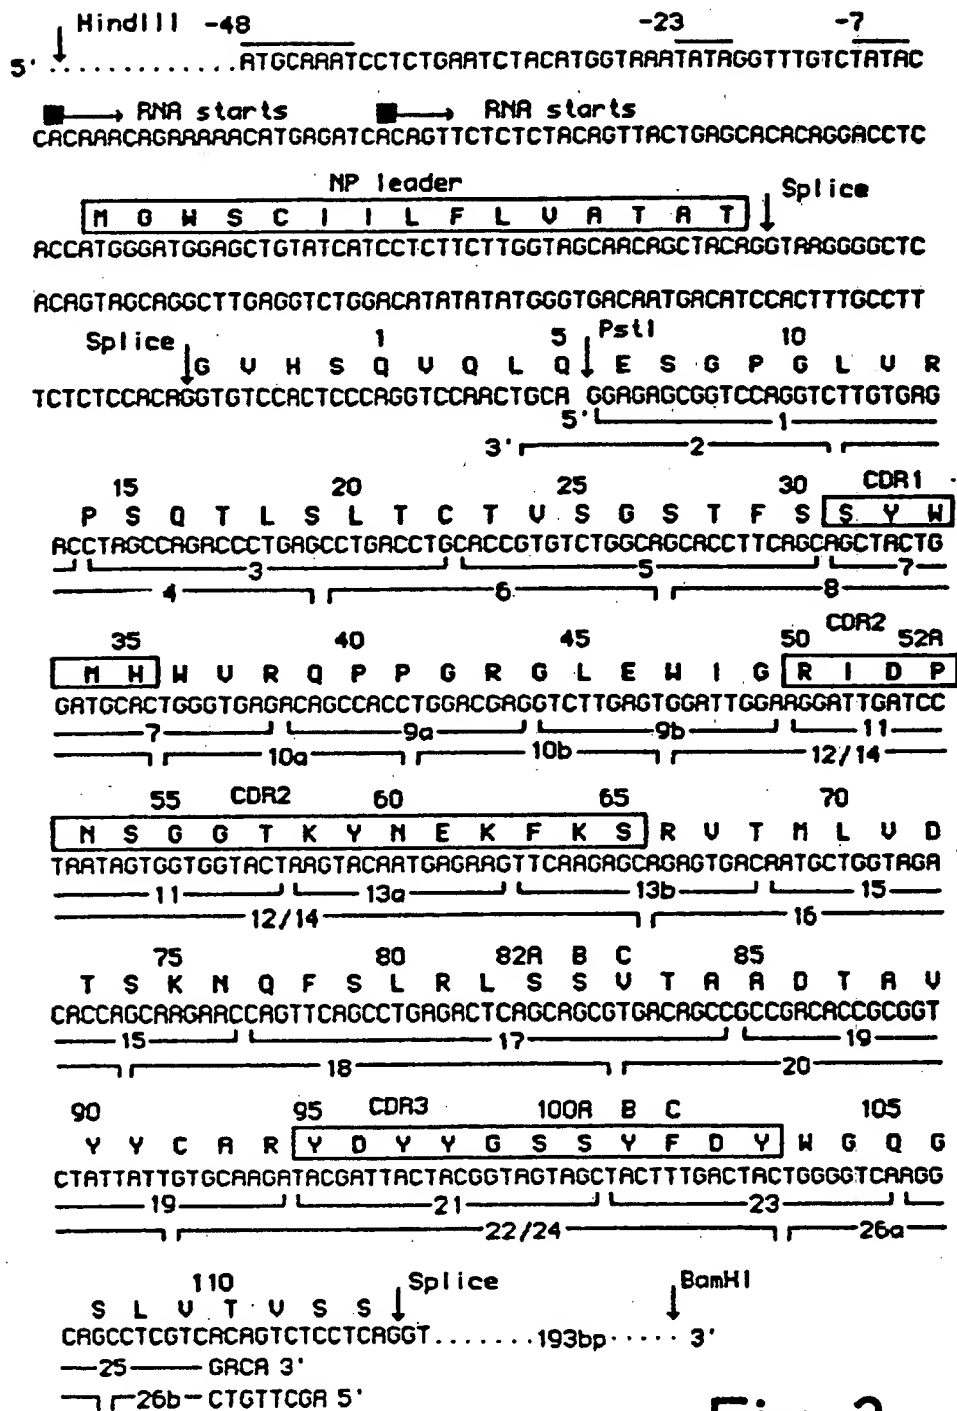 HindIII -48 -23 -7
5' ..............ATGCAAATCCTCTGAATCTACATGGTAAATATAGGTTTGTCTATAC
RNA starts RNA starts
CACAAACAGAAAAACATGAGATCACAGTTCTCTCTACAGTTACTGAGCACACAGGACCTC
NP leader Splice
M G W S C I I L F L V A T A T
ACCATGGGATGGAGCTGTATCATCCTCTTCTTGGTAGCAACAGCTACAGGTAAGGGGCTC
ACAGTAGCAGGCTTGAGGTCTGGACATATATATGGGTGACAATGACATCCACTTTGCCTT
Splice 1 5 PstI 10
G V H S Q V Q L Q E S G P G L V R
TCTCTCCACAGGTGTCCACTCCCAGGTCCAACTGCA GGAGAGCGGTCCAGGTCTTGTGAG
5' 1
3' 2
15 20 25 30 CDR1
P S Q T L S L T C T V S G S T F S S Y W
ACCTAGCCAGACCCTGAGCCTGACCTGCACCGTGTCTGGCAGCACCTTCAGCAGCTACTG
3 5 7
4 6 8
35 40 45 50 CDR2 52A
M H W V R Q P P G R G L E W I G R I D P
GATGCACTGGGTGAGACAGCCACCTGGACGAGGTCTTGAGTGGATTGGAAGGATTGATCC
7 9a 9b 11
10a 10b 12/14
55 CDR2 60 65 70
N S G G T K Y N E K F K S R V T M L V D
TAATAGTGGTGGTACTAAGTACAATGAGAAGTTCAAGAGCAGAGTGACAATGCTGGTAGA
11 13a 13b 15
12/14 16
75 80 82A B C 85
T S K N Q F S L R L S S V T A A D T A V
CACCAGCAAGAACCAGTTCAGCCTGAGACTCAGCAGCGTGACAGCCGCCGACACCGCGGT
15 17 19
18 20
90 95 CDR3 100A B C 105
Y Y C A R Y D Y Y G S S Y F D Y W G Q G
CTATTATTGTGCAAGATACGATTACTACGGTAGTAGCTACTTTGACTACTGGGGTCAAGG
19 21 23
22/24 26a
110 Splice BamHI
S L V T V S S
CAGCCTCGTCACAGTCTCCTCAGGT.......193bp..... 3'
25 GACA 3'
26b CTGTTCGA 5'